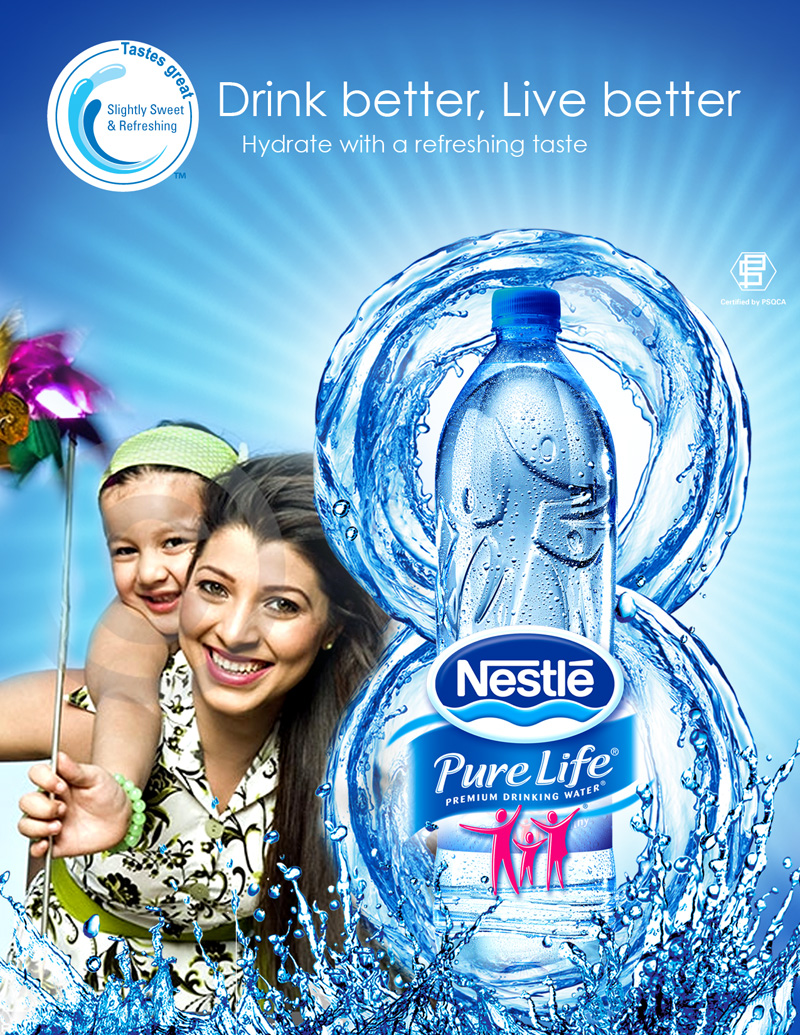 Tastes great
Slightly Sweet
& Refreshing
TM
Drink better, Live better
Hydrate with a refreshing taste
Certified by PSQCA
Nestlé
Pure Life®
PREMIUM DRINKING WATER®